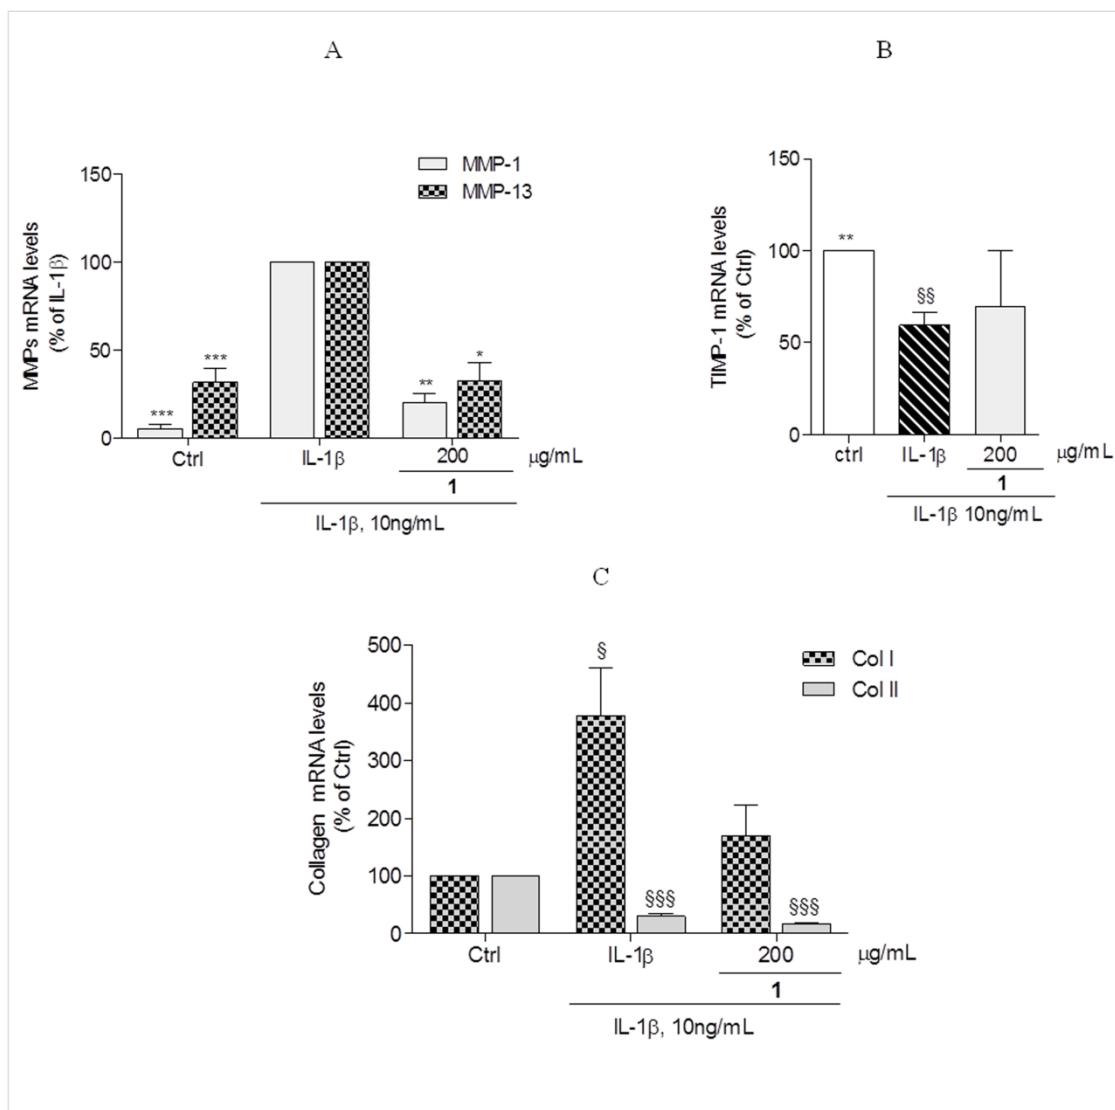 A
MMP-1
MMP-13
MMPs mRNA levels
(% of IL-1β)
150
100
50
0
***
***
**
*
Ctrl
IL-1β
200
μg/mL
1
IL-1β, 10ng/mL
B
TIMP-1 mRNA levels
(% of Ctrl)
150
100
50
0
**
§§
ctrl
IL-1β
200
μg/mL
1
IL-1β 10ng/mL
C
Col I
Col II
Collagen mRNA levels
(% of Ctrl)
500
400
300
200
100
0
§
§§§
§§§
Ctrl
IL-1β
200
μg/mL
1
IL-1β, 10ng/mL